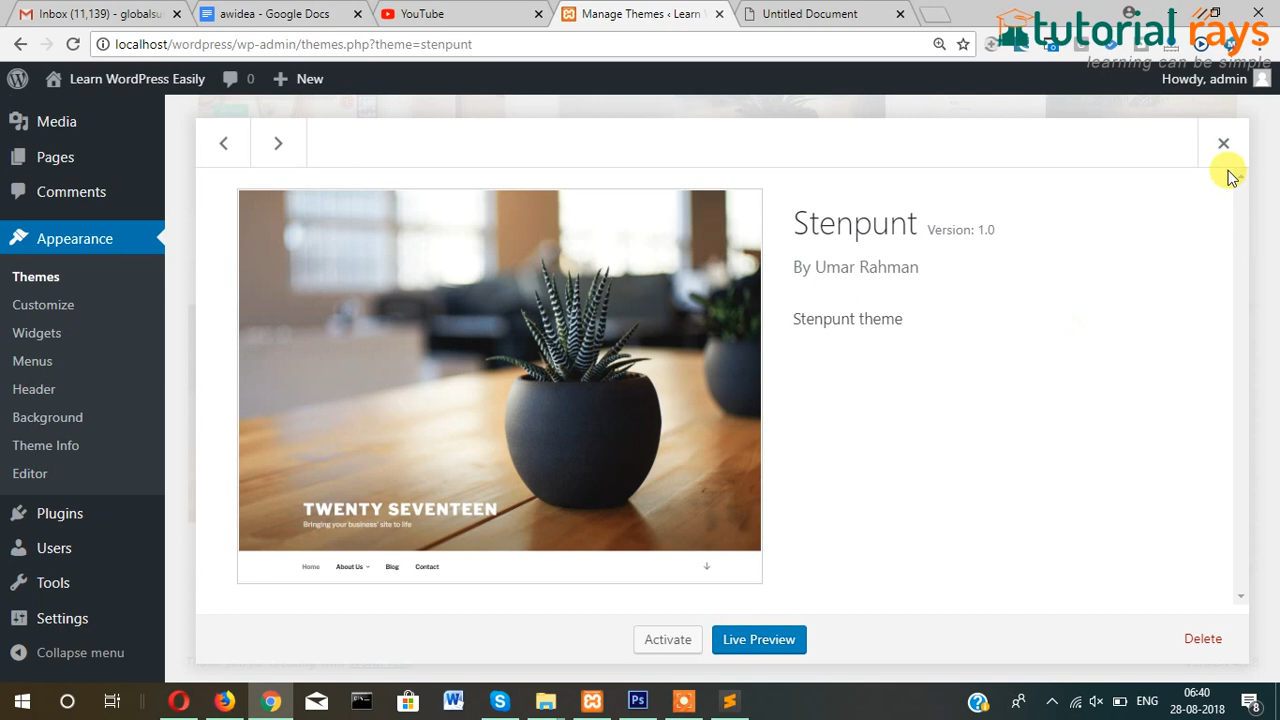 Inbox (11,139) - globalsu
awidea - Google Docs
YouTube
Manage Themes ‹ Learn W
Untitled Document
tutorial rays
learning can be simple
localhost/wordpress/wp-admin/themes.php?theme=stenpunt
Learn WordPress Easily
0
New
Howdy, admin
Media
Pages
Comments
Appearance
Themes
Customize
Widgets
Menus
Header
Background
Theme Info
Editor
Plugins
Users
Tools
Settings
Collapse menu
Stenpunt Version: 1.0
By Umar Rahman
Stenpunt theme
TWENTY SEVENTEEN
Bringing your business' site to life
Home About Us Blog Contact
Activate
Live Preview
Delete
ENG
06:40
28-08-2018
8